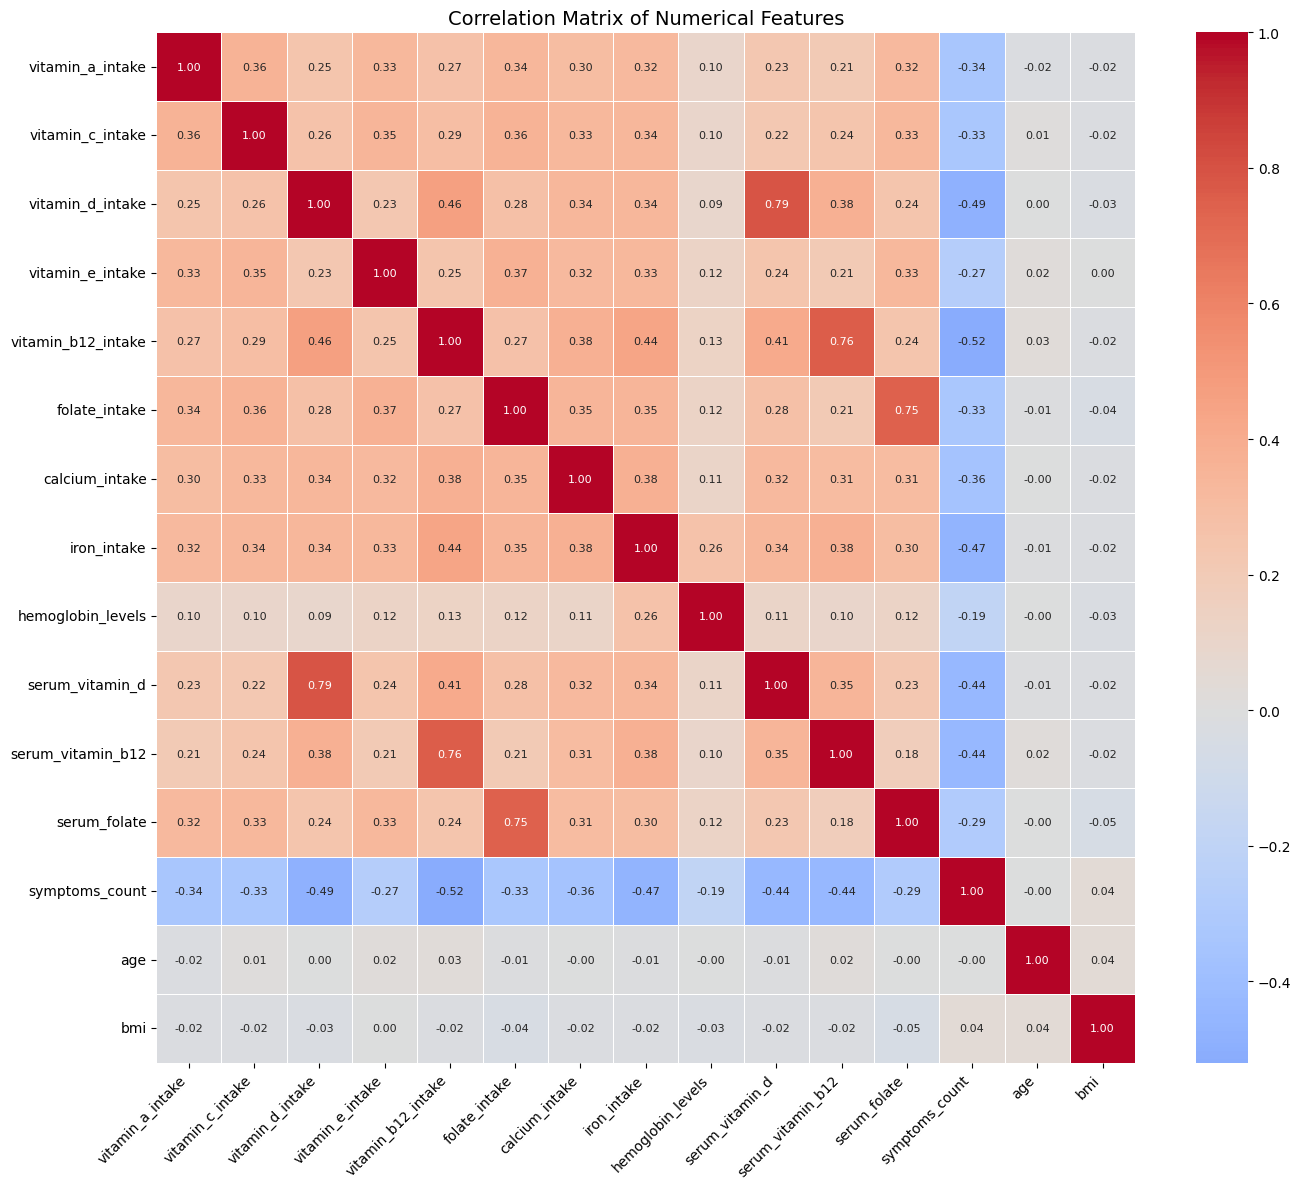 Correlation Matrix of Numerical Features
vitamin_a_intake 1.00 0.36 0.25 0.33 0.27 0.34 0.30 0.32 0.10 0.23 0.21 0.32 -0.34 -0.02 -0.02
vitamin_c_intake 0.36 1.00 0.26 0.35 0.29 0.36 0.33 0.34 0.10 0.22 0.24 0.33 -0.33 0.01 -0.02
vitamin_d_intake 0.25 0.26 1.00 0.23 0.46 0.28 0.34 0.34 0.09 0.79 0.38 0.24 -0.49 0.00 -0.03
vitamin_e_intake 0.33 0.35 0.23 1.00 0.25 0.37 0.32 0.33 0.12 0.24 0.21 0.33 -0.27 0.02 0.00
vitamin_b12_intake 0.27 0.29 0.46 0.25 1.00 0.27 0.38 0.44 0.13 0.41 0.76 0.24 -0.52 0.03 -0.02
folate_intake 0.34 0.36 0.28 0.37 0.27 1.00 0.35 0.35 0.12 0.28 0.21 0.75 -0.33 -0.01 -0.04
calcium_intake 0.30 0.33 0.34 0.32 0.38 0.35 1.00 0.38 0.11 0.32 0.31 0.31 -0.36 -0.00 -0.02
iron_intake 0.32 0.34 0.34 0.33 0.44 0.35 0.38 1.00 0.26 0.34 0.38 0.30 -0.47 -0.01 -0.02
hemoglobin_levels 0.10 0.10 0.09 0.12 0.13 0.12 0.11 0.26 1.00 0.11 0.10 0.12 -0.19 -0.00 -0.03
serum_vitamin_d 0.23 0.22 0.79 0.24 0.41 0.28 0.32 0.34 0.11 1.00 0.35 0.23 -0.44 -0.01 -0.02
serum_vitamin_b12 0.21 0.24 0.38 0.21 0.76 0.21 0.31 0.38 0.10 0.35 1.00 0.18 -0.44 0.02 -0.02
serum_folate 0.32 0.33 0.24 0.33 0.24 0.75 0.31 0.30 0.12 0.23 0.18 1.00 -0.29 -0.00 -0.05
symptoms_count -0.34 -0.33 -0.49 -0.27 -0.52 -0.33 -0.36 -0.47 -0.19 -0.44 -0.44 -0.29 1.00 -0.00 0.04
age -0.02 0.01 0.00 0.02 0.03 -0.01 -0.00 -0.01 -0.00 -0.01 0.02 -0.00 -0.00 1.00 0.04
bmi -0.02 -0.02 -0.03 0.00 -0.02 -0.04 -0.02 -0.02 -0.03 -0.02 -0.02 -0.05 0.04 0.04 1.00
vitamin_a_intake
vitamin_c_intake
vitamin_d_intake
vitamin_e_intake
vitamin_b12_intake
folate_intake
calcium_intake
iron_intake
hemoglobin_levels
serum_vitamin_d
serum_vitamin_b12
serum_folate
symptoms_count
age
bmi
1.0
0.8
0.6
0.4
0.2
0.0
−0.2
−0.4